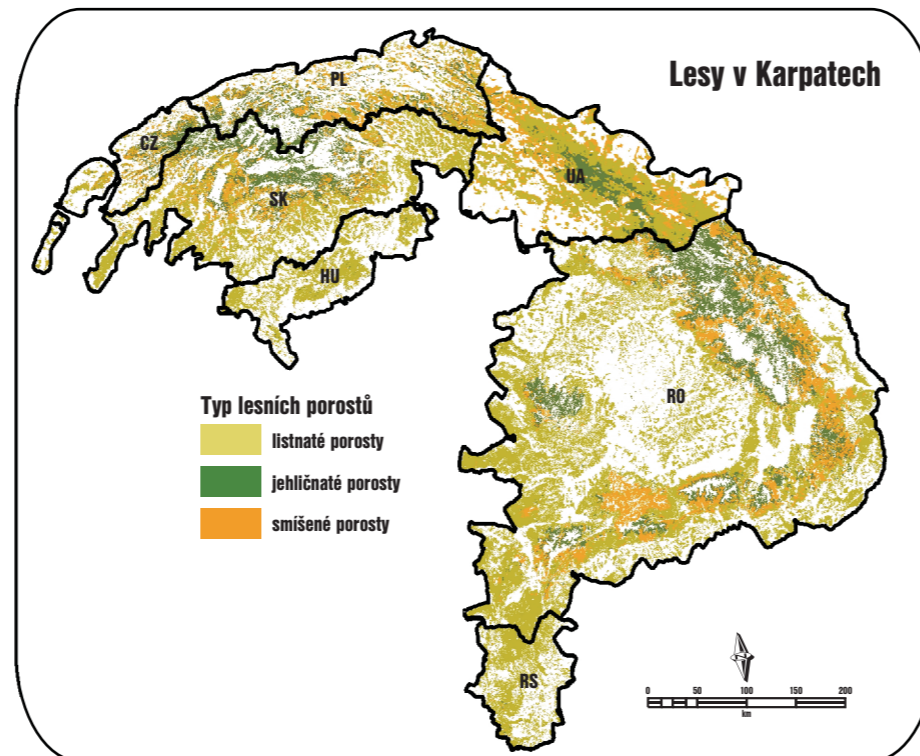 Lesy v Karpatech
PL
CZ
SK
UA
HU
RO
RS
Typ lesních porostů
listnaté porosty
jehličnaté porosty
smíšené porosty
0 50 100 150 200
km